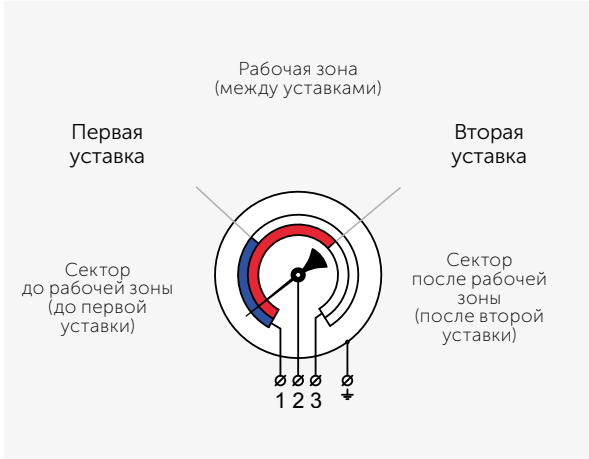 Рабочая зона
(между уставками)
Первая
уставка
Вторая
уставка
Сектор
до рабочей зоны
(до первой
уставки)
Сектор
после рабочей
зоны
(после второй
уставки)
1 2 3